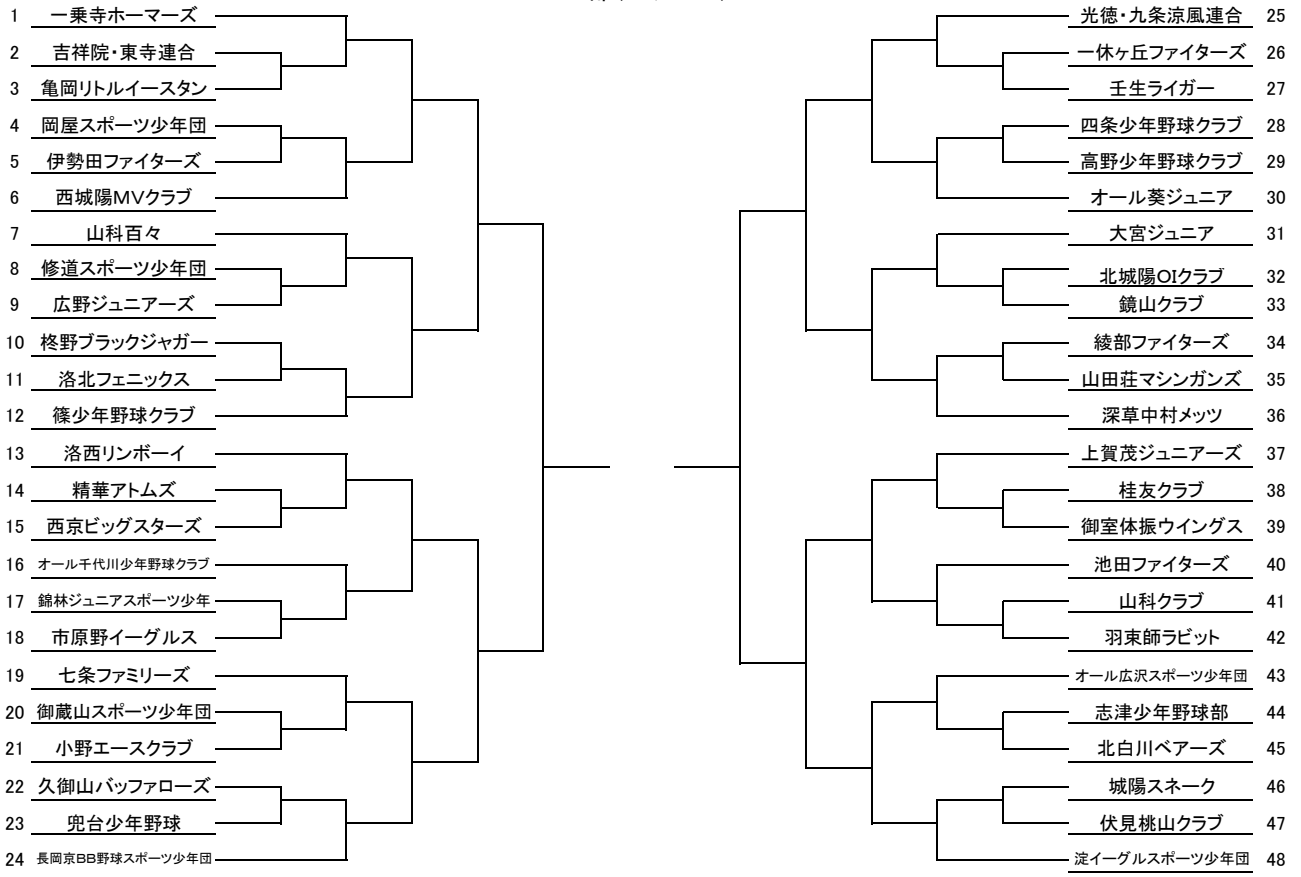 1 一乗寺ホーマーズ
2 吉祥院・東寺連合
3 亀岡リトルイースタン
4 岡屋スポーツ少年団
5 伊勢田ファイターズ
6 西城陽MVクラブ
7 山科百々
8 修道スポーツ少年団
9 広野ジュニアーズ
10 柊野ブラックジャガー
11 洛北フェニックス
12 篠少年野球クラブ
13 洛西リンボーイ
14 精華アトムズ
15 西京ビッグスターズ
16 オール千代川少年野球クラブ
17 錦林ジュニアスポーツ少年
18 市原野イーグルス
19 七条ファミリーズ
20 御蔵山スポーツ少年団
21 小野エースクラブ
22 久御山バッファローズ
23 兜台少年野球
24 長岡京BB野球スポーツ少年団
光徳・九条涼風連合 25
一休ヶ丘ファイターズ 26
壬生ライガー 27
四条少年野球クラブ 28
高野少年野球クラブ 29
オール葵ジュニア 30
大宮ジュニア 31
北城陽OIクラブ 32
鏡山クラブ 33
綾部ファイターズ 34
山田荘マシンガンズ 35
深草中村メッツ 36
上賀茂ジュニアーズ 37
桂友クラブ 38
御室体振ウイングス 39
池田ファイターズ 40
山科クラブ 41
羽束師ラビット 42
オール広沢スポーツ少年団 43
志津少年野球部 44
北白川ベアーズ 45
城陽スネーク 46
伏見桃山クラブ 47
淀イーグルスポーツ少年団 48